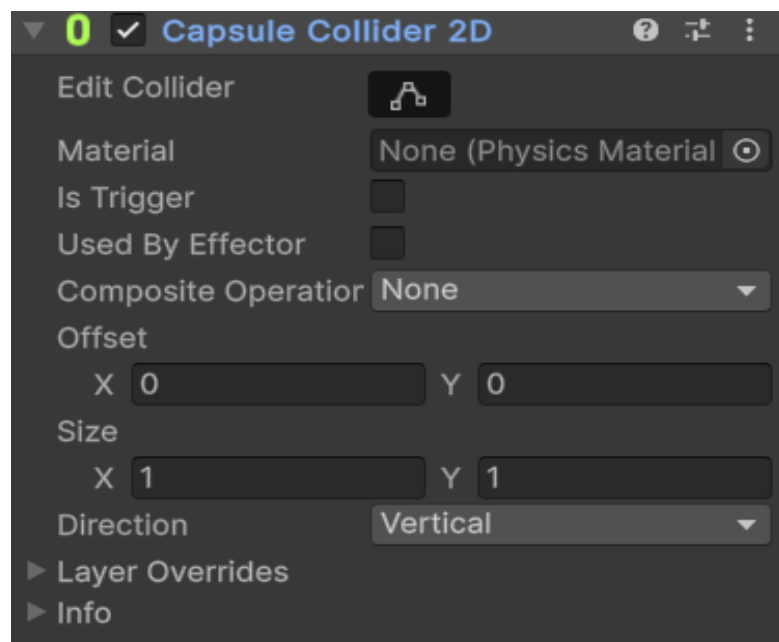 Capsule Collider 2D
Edit Collider
Material None (Physics Material
Is Trigger
Used By Effector
Composite Operatior None
Offset
X 0 Y 0
Size
X 1 Y 1
Direction Vertical
Layer Overrides
Info